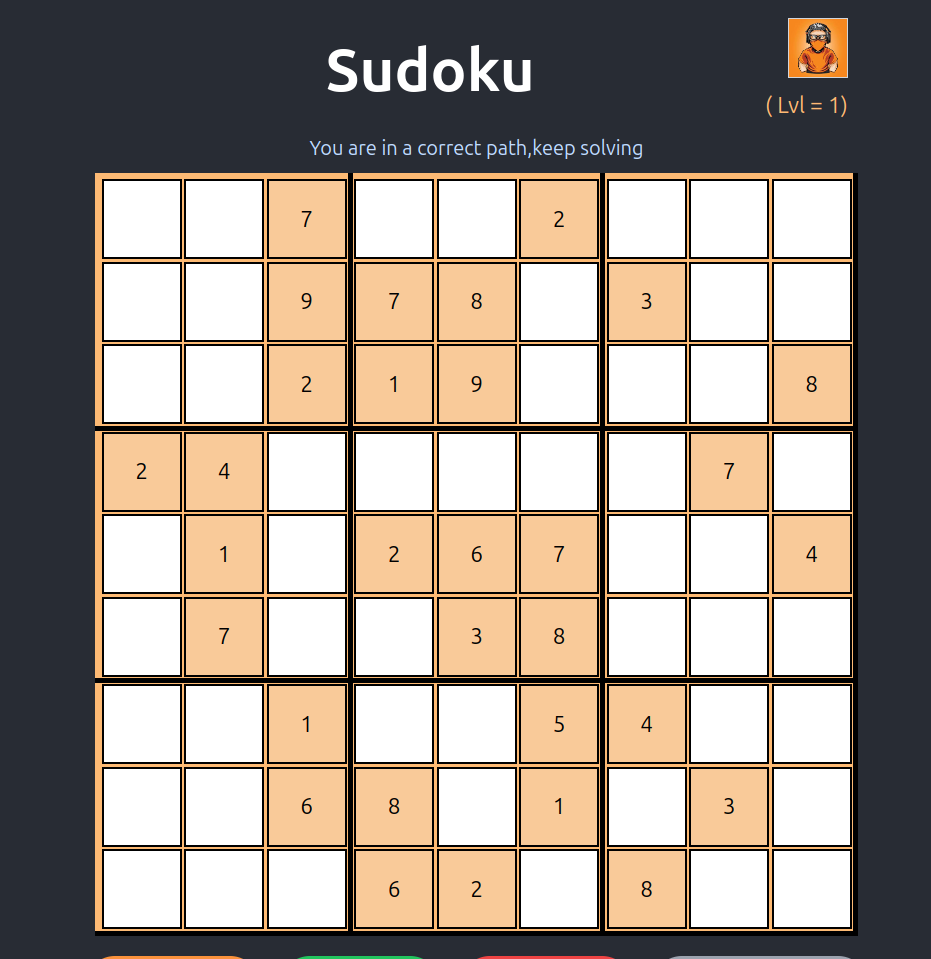 Sudoku
( Lvl = 1)
You are in a correct path,keep solving
7 2
9 7 8 3
2 1 9 8
2 4 7
1 2 6 7 4
7 3 8
1 5 4
6 8 1 3
6 2 8